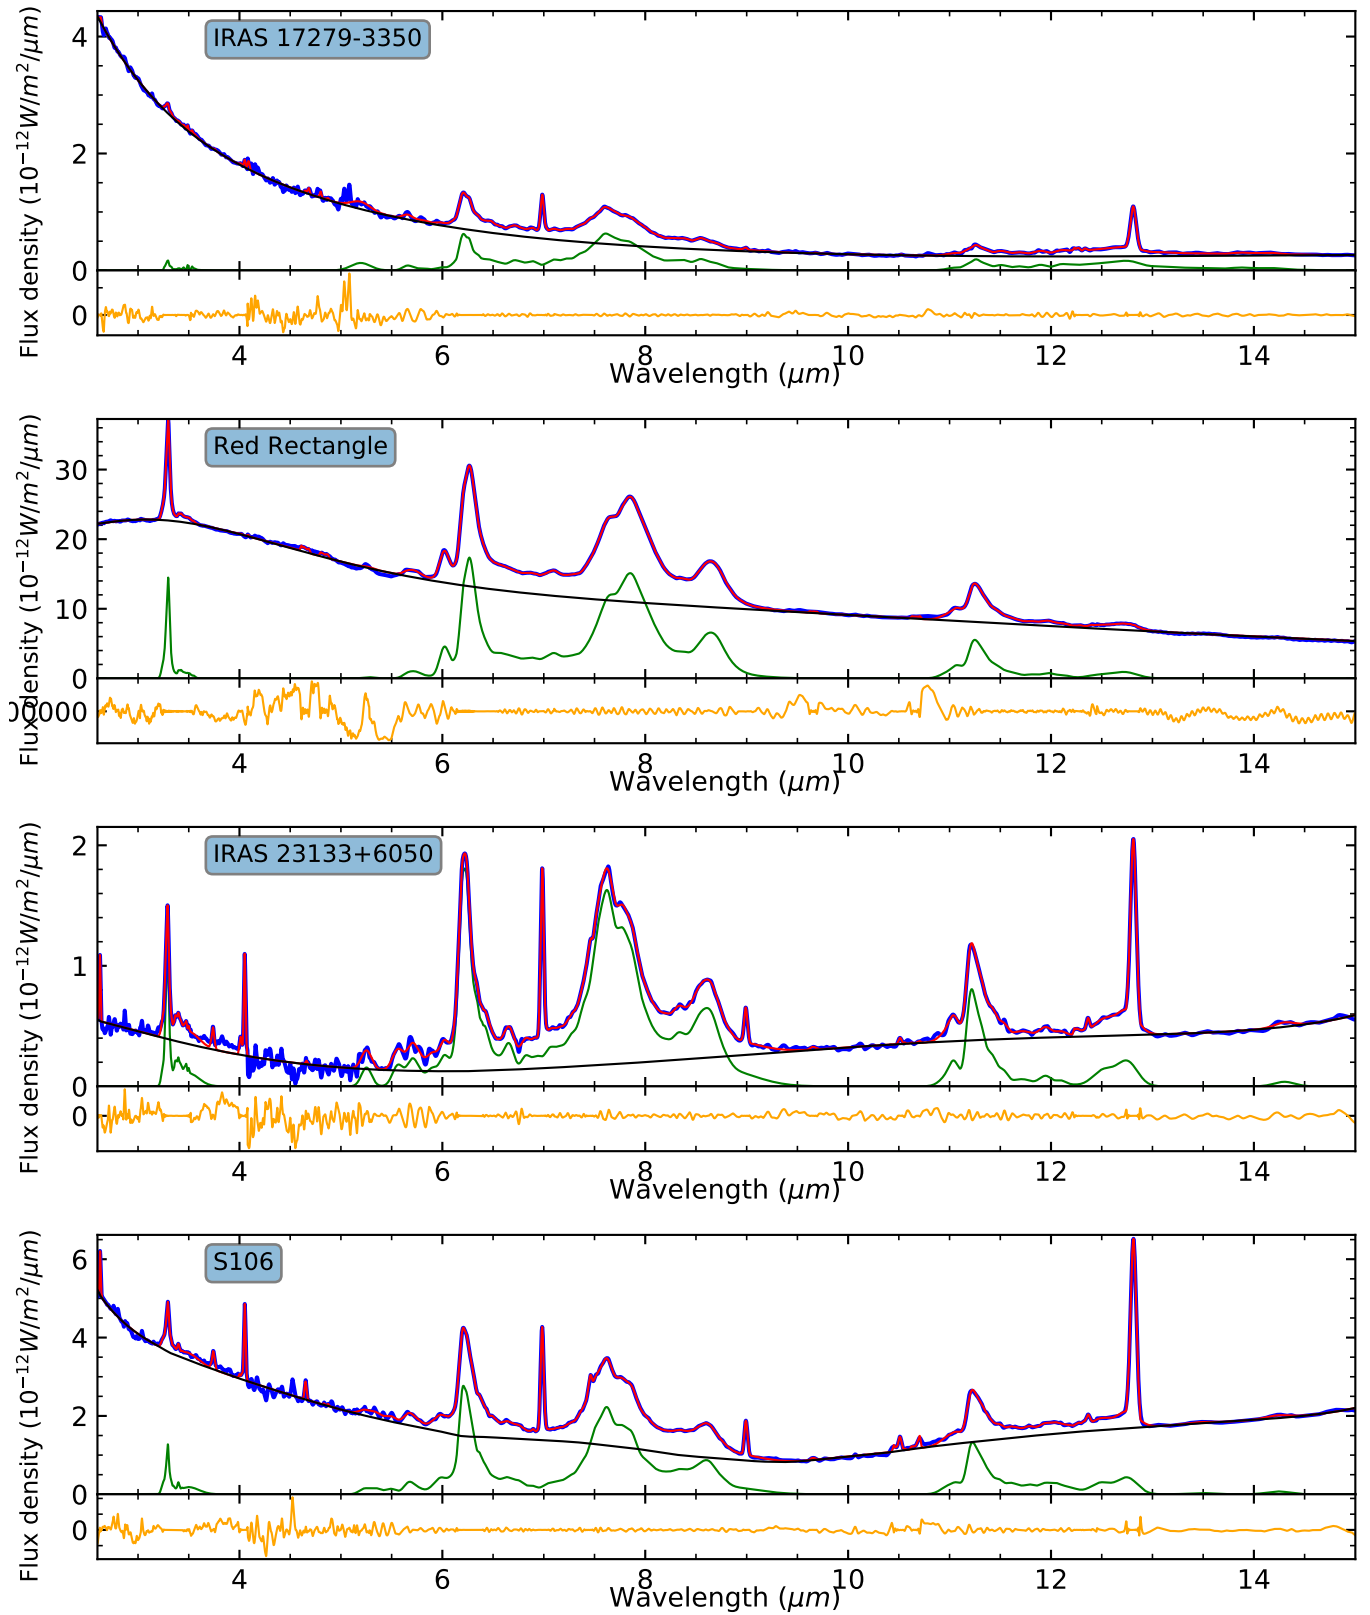 IRAS 17279-3350
Flux density (10⁻¹²W/m²/μm)
4
2
0
0
4 6 8 10 12 14
Wavelength (μm)
Red Rectangle
Flux density (10⁻¹²W/m²/μm)
30
20
10
0
00000
4 6 8 10 12 14
Wavelength (μm)
IRAS 23133+6050
Flux density (10⁻¹²W/m²/μm)
2
1
0
0
4 6 8 10 12 14
Wavelength (μm)
S106
Flux density (10⁻¹²W/m²/μm)
6
4
2
0
0
4 6 8 10 12 14
Wavelength (μm)